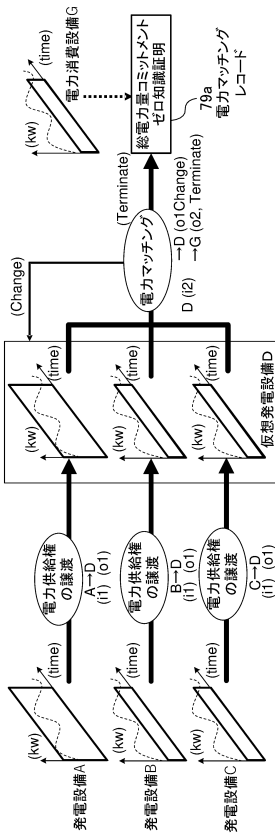 (kw)
(time)
発電設備A
(kw)
(time)
発電設備B
(kw)
(time)
発電設備C
電力供給権
の譲渡
A→D
(i1) (o1)
電力供給権
の譲渡
B→D
(i1) (o1)
電力供給権
の譲渡
C→D
(i1) (o1)
(kw)
(time)
(kw)
(time)
(kw)
(time)
仮想発電設備D
(Change)
電力マッチング
D (i2)
→D (o1Change)
→G (o2, Terminate)
(Terminate)
(kw)
(time)
電力消費設備G
総電力量コミットメント
ゼロ知識証明
79a
電力マッチング
レコード